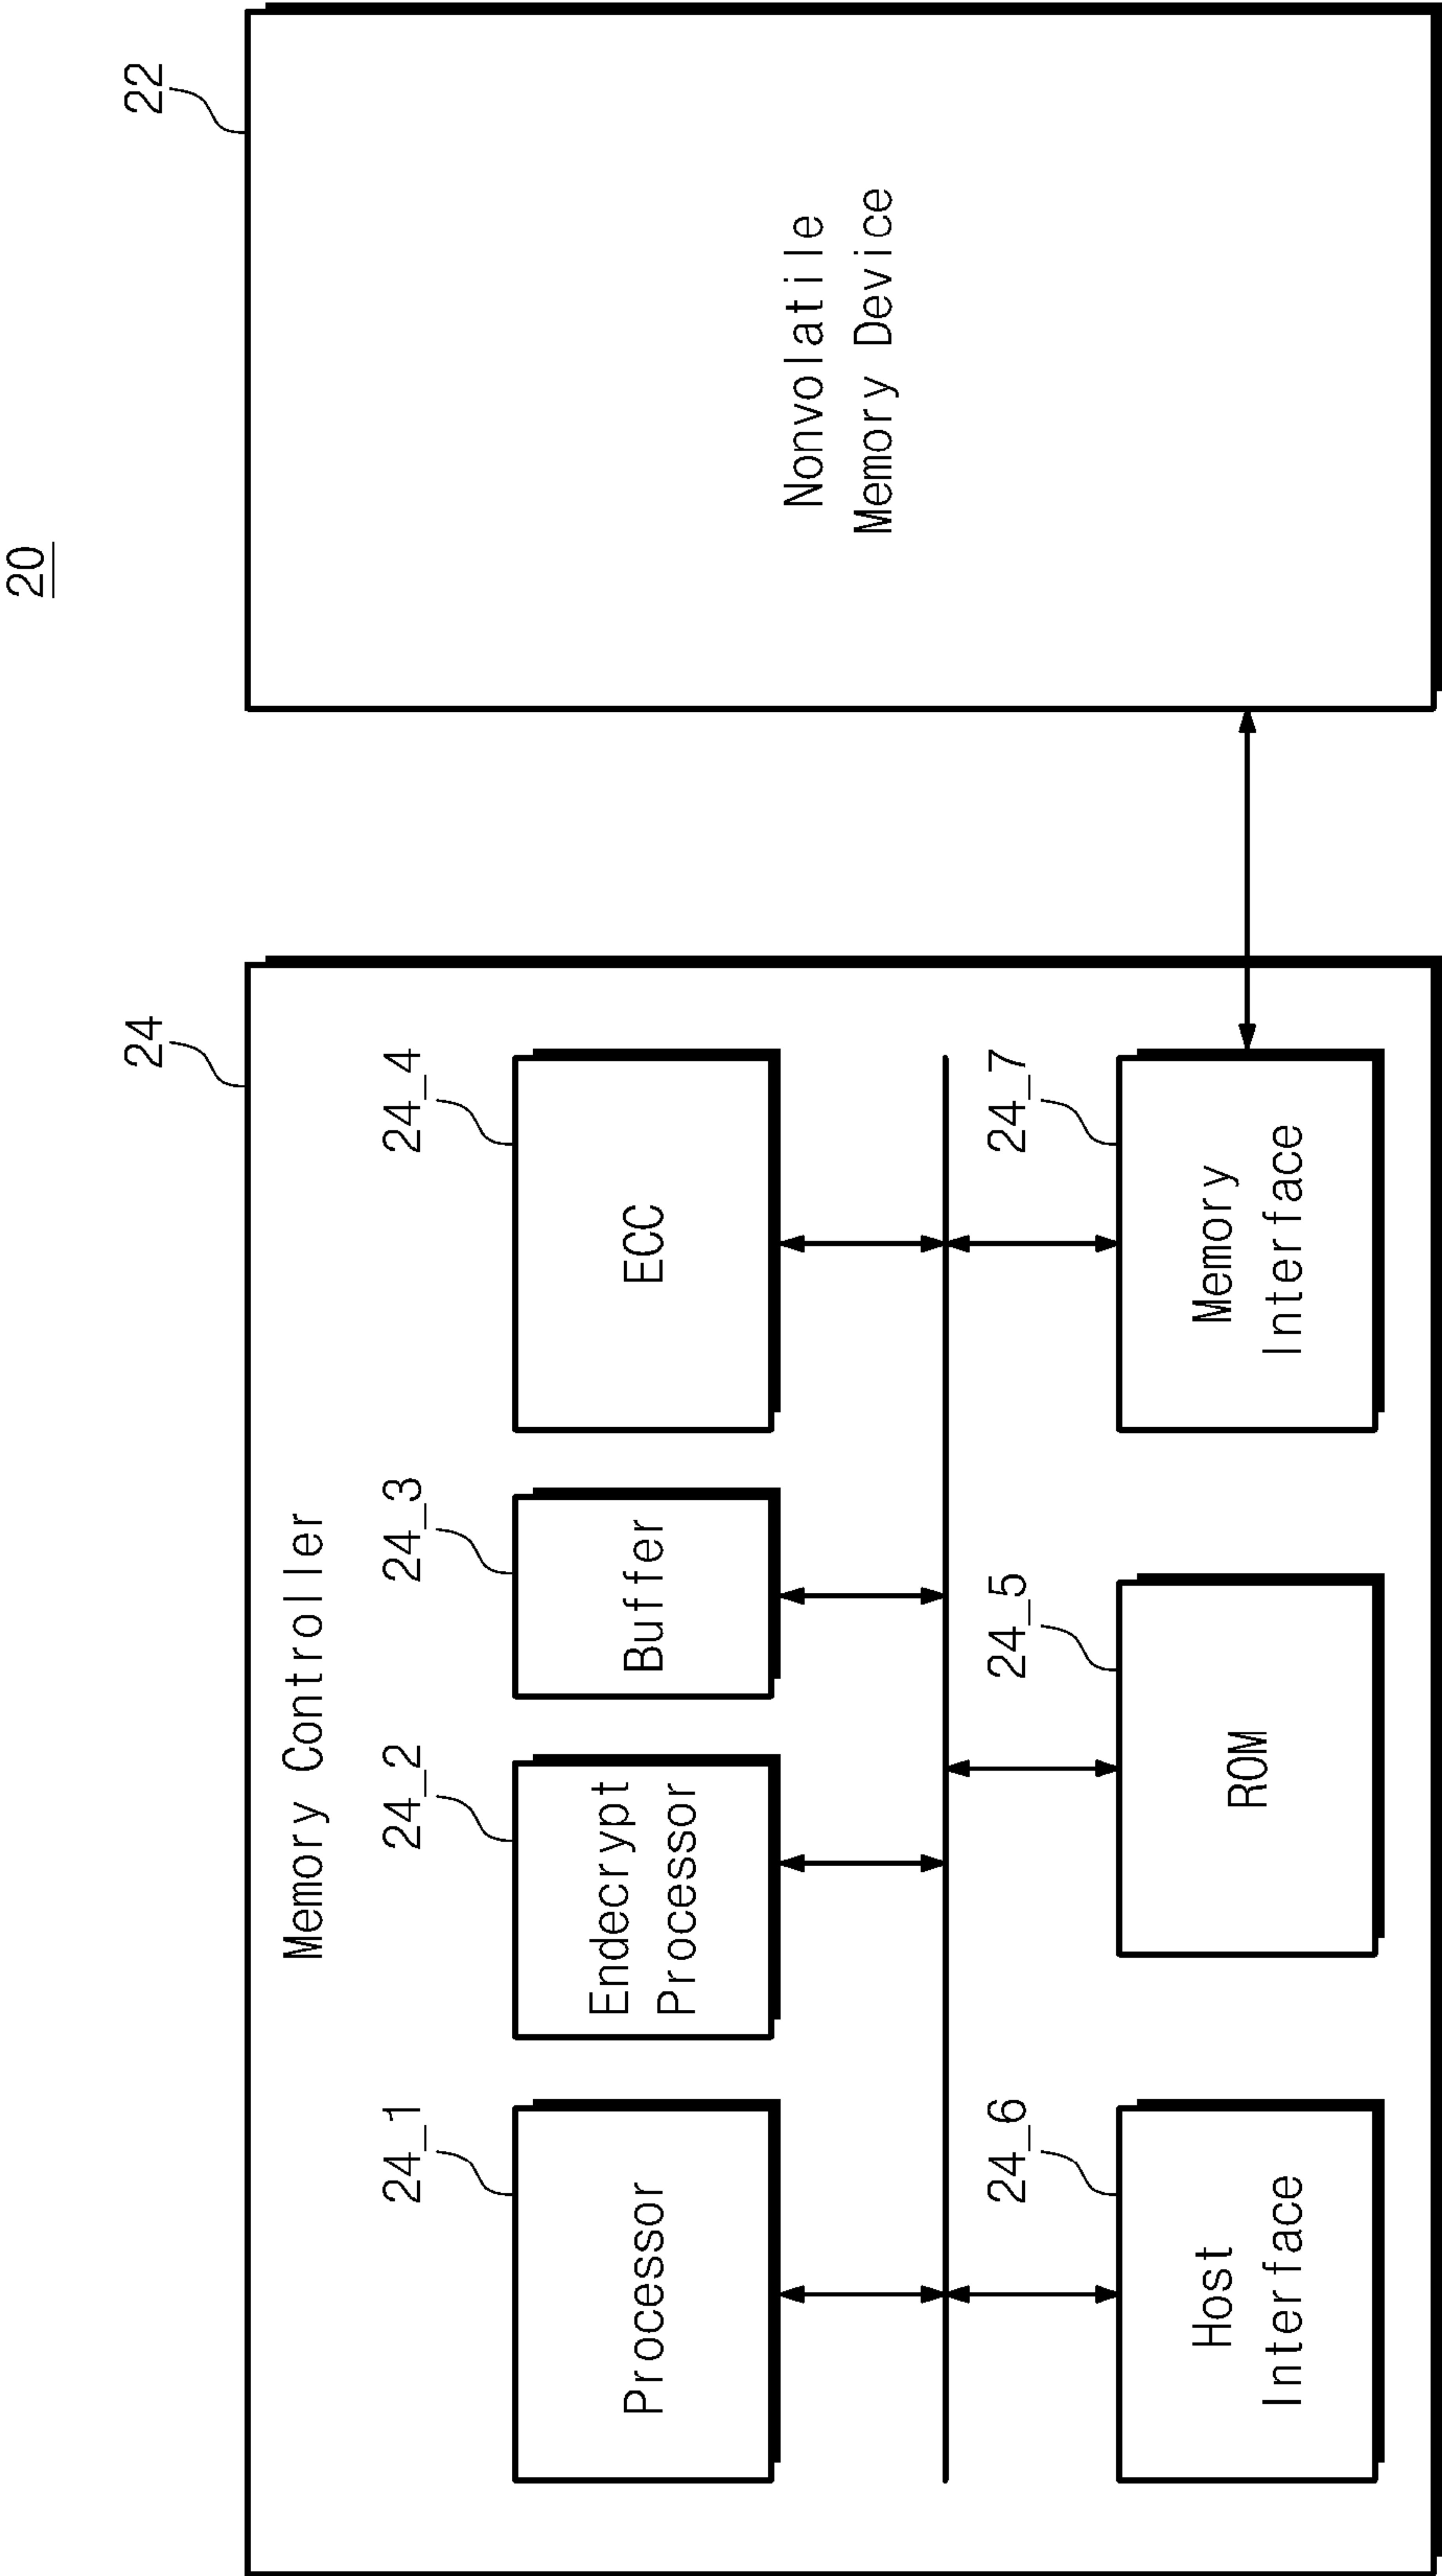 20
24
22
Memory Controller
24_1
24_2
24_3
24_4
Processor
Endecrypt
Processor
Buffer
ECC
Nonvolatile
Memory Device
24_6
24_5
24_7
Host
Interface
ROM
Memory
Interface